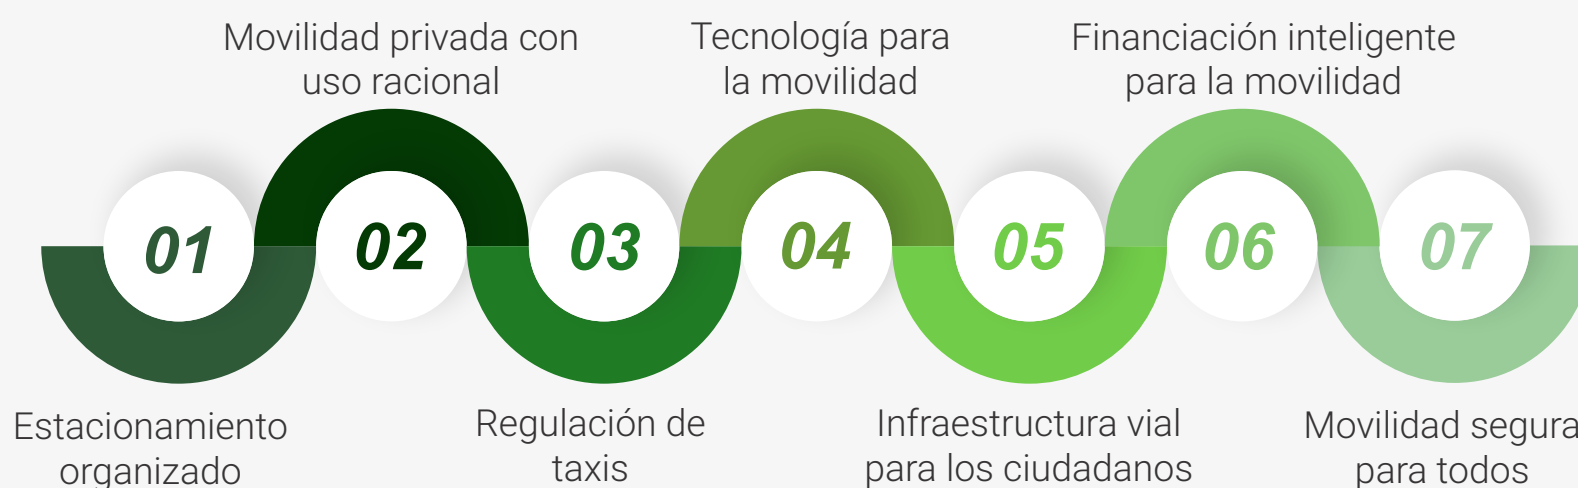 Movilidad privada con
uso racional
Tecnología para
la movilidad
Financiación inteligente
para la movilidad
01
02
03
04
05
06
07
Estacionamiento
organizado
Regulación de
taxis
Infraestructura vial
para los ciudadanos
Movilidad segura
para todos